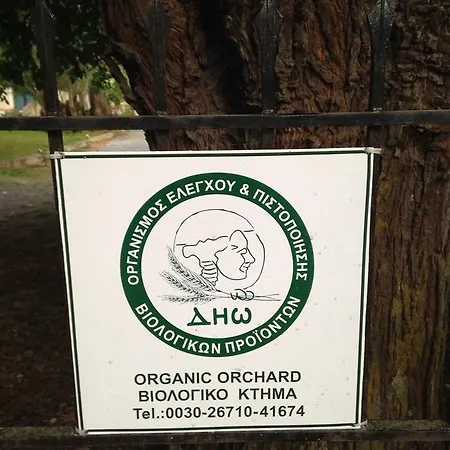 ΟΡΓΑΝΙΣΜΟΣ ΕΛΕΓΧΟΥ & ΠΙΣΤΟΠΟΙΗΣΗΣ
ΒΙΟΛΟΓΙΚΩΝ ΠΡΟΪΟΝΤΩΝ
ΔΗΩ
ORGANIC ORCHARD
ΒΙΟΛΟΓΙΚΟ ΚΤΗΜΑ
Tel.:0030-26710-41674